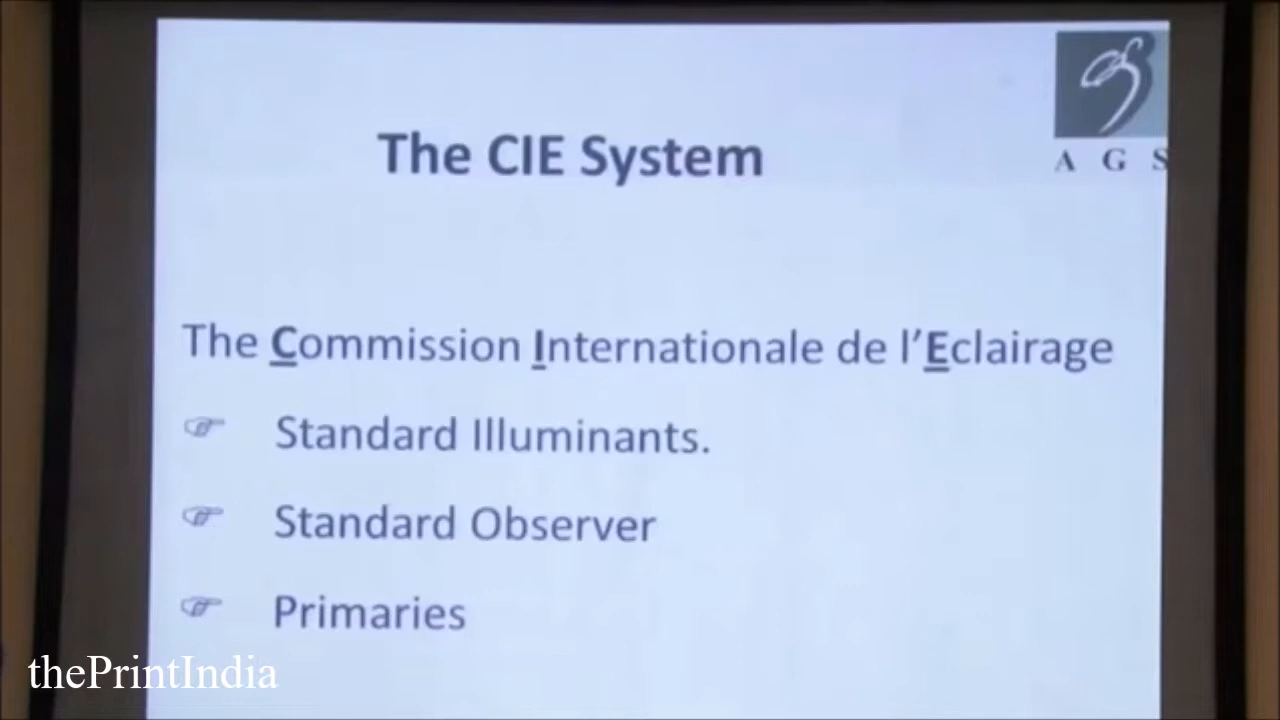 A G S
The CIE System
The Commission Internationale de l'Eclairage
Standard Illuminants.
Standard Observer
Primaries
thePrintIndia